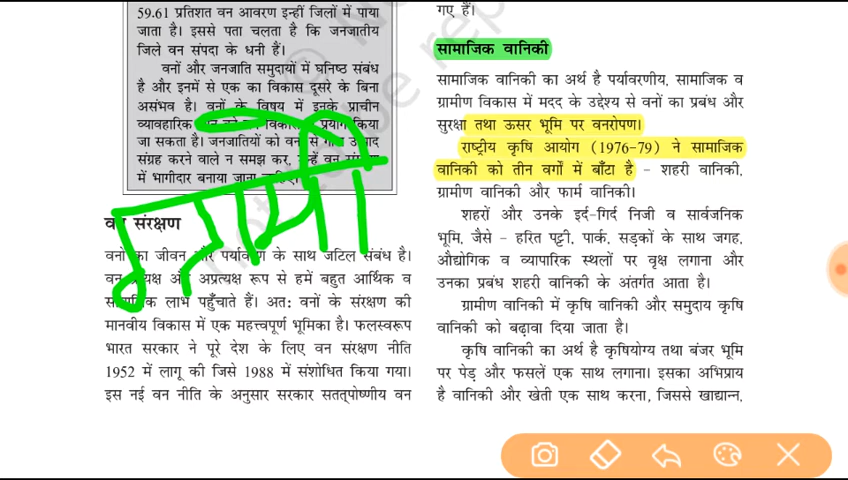 59.61 प्रतिशत वन आवरण इन्हीं जिलों में पाया
जाता है। इससे पता चलता है कि जनजातीय
जिले वन संपदा के धनी हैं।
वनों और जनजाति समुदायों में घनिष्ठ संबंध
है और इनमें से एक का विकास दूसरे के बिना
असंभव है। वनों के विषय में इनके प्राचीन
व्यावहारिक विकास प्रयोग किया
जा सकता है। जनजातियों को वनों से गौण उत्पाद
संग्रह करने वाले न समझ कर, उन्हें वन संरक्षण
में भागीदार बनाया जाना चाहिए।
वन संरक्षण
वनों का जीवन और पर्यावरण के साथ जटिल संबंध है।
वन प्रत्यक्ष और अप्रत्यक्ष रूप से हमें बहुत आर्थिक व
सामाजिक लाभ पहुँचाते हैं। अत: वनों के संरक्षण की
मानवीय विकास में एक महत्त्वपूर्ण भूमिका है। फलस्वरूप
भारत सरकार ने पूरे देश के लिए वन संरक्षण नीति
1952 में लागू की जिसे 1988 में संशोधित किया गया।
इस नई वन नीति के अनुसार सरकार सतत्पोषणीय वन
गए हैं।
सामाजिक वानिकी
सामाजिक वानिकी का अर्थ है पर्यावरणीय, सामाजिक व
ग्रामीण विकास में मदद के उद्देश्य से वनों का प्रबंध और
सुरक्षा तथा ऊसर भूमि पर वनरोपण।
राष्ट्रीय कृषि आयोग (1976-79) ने सामाजिक
वानिकी को तीन वर्गों में बाँटा है – शहरी वानिकी,
ग्रामीण वानिकी और फार्म वानिकी।
शहरों और उनके इर्द-गिर्द निजी व सार्वजनिक
भूमि, जैसे – हरित पट्टी, पार्क, सड़कों के साथ जगह,
औद्योगिक व व्यापारिक स्थलों पर वृक्ष लगाना और
उनका प्रबंध शहरी वानिकी के अंतर्गत आता है।
ग्रामीण वानिकी में कृषि वानिकी और समुदाय कृषि
वानिकी को बढ़ावा दिया जाता है।
कृषि वानिकी का अर्थ है कृषियोग्य तथा बंजर भूमि
पर पेड़ और फसलें एक साथ लगाना। इसका अभिप्राय
है वानिकी और खेती एक साथ करना, जिससे खाद्यान्न,